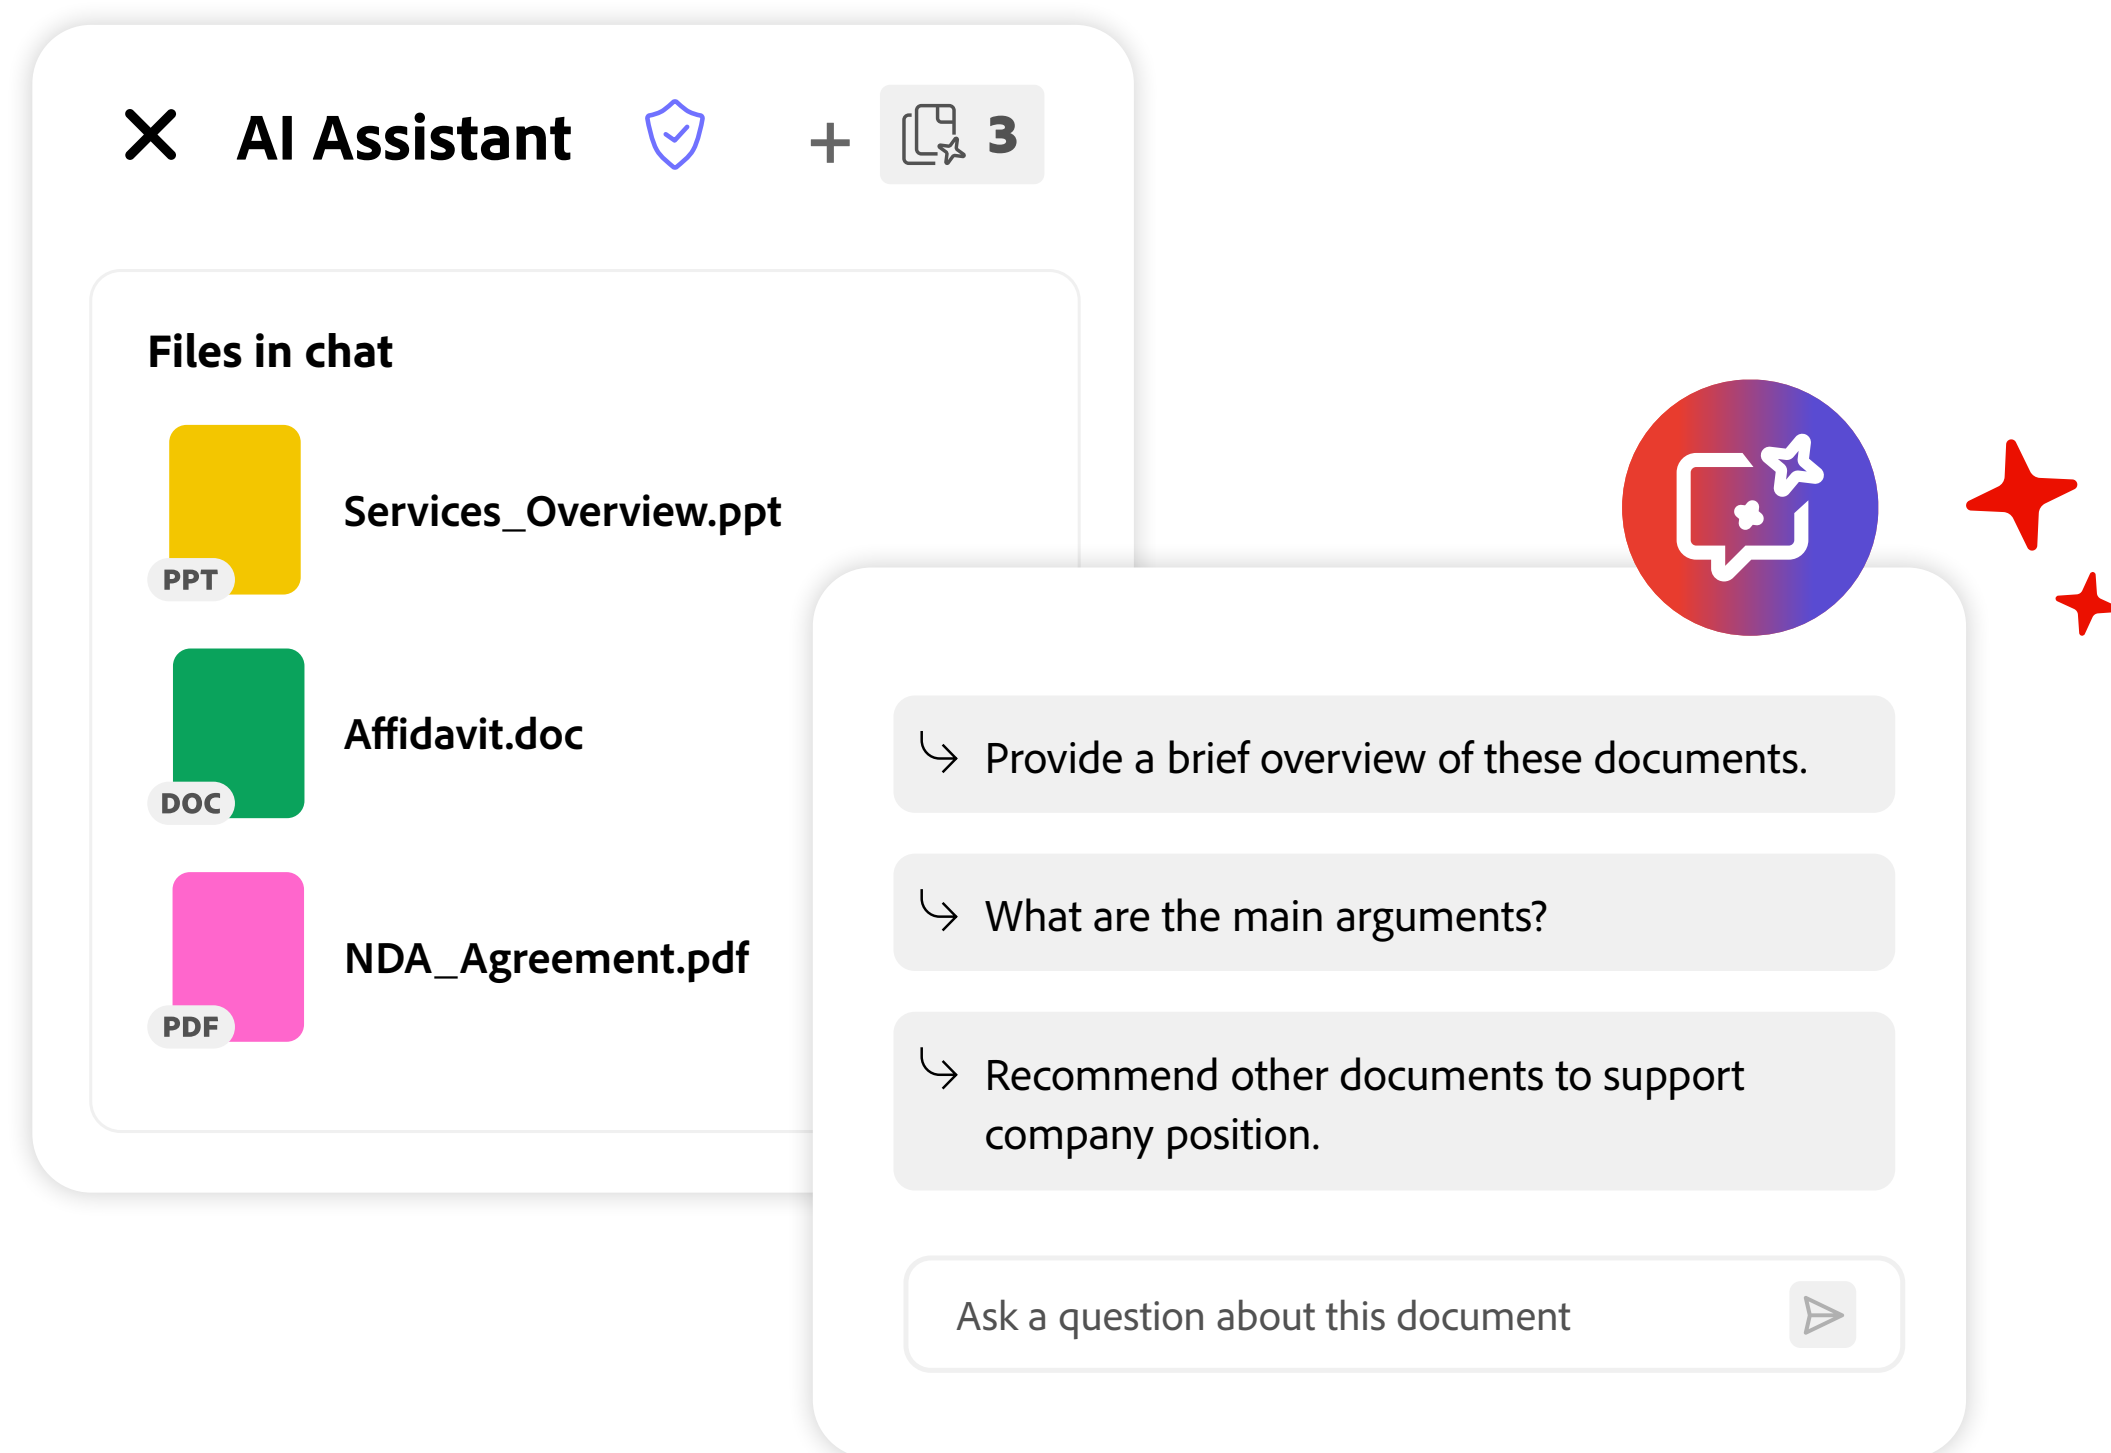 AI Assistant
+ 3
Files in chat
Services_Overview.ppt
PPT
Affidavit.doc
DOC
NDA_Agreement.pdf
PDF
Provide a brief overview of these documents.
What are the main arguments?
Recommend other documents to support
company position.
Ask a question about this document